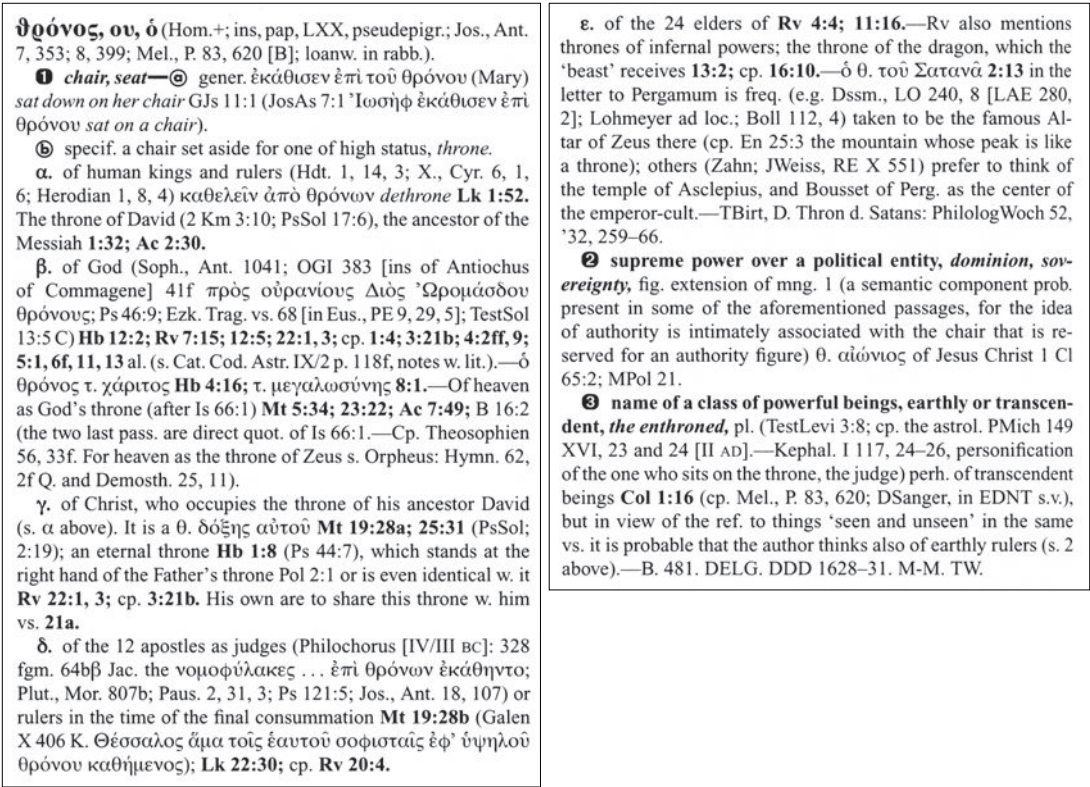 ϑρόνος, ου, ὁ (Hom.+; ins, pap, LXX, pseudepigr.; Jos., Ant.
7, 353; 8, 399; Mel., P. 83, 620 [B]; loanw. in rabb.).
❶ chair, seat—ⓐ gener. ἐκάθισεν ἐπὶ τοῦ θρόνου (Mary)
sat down on her chair GJs 11:1 (JosAs 7:1 Ἰωσὴφ ἐκάθισεν ἐπὶ
θρόνου sat on a chair).
ⓑ specif. a chair set aside for one of high status, throne.
α. of human kings and rulers (Hdt. 1, 14, 3; X., Cyr. 6, 1,
6; Herodian 1, 8, 4) καθελεῖν ἀπὸ θρόνων dethrone Lk 1:52.
The throne of David (2 Km 3:10; PsSol 17:6), the ancestor of the
Messiah 1:32; Ac 2:30.
β. of God (Soph., Ant. 1041; OGI 383 [ins of Antiochus
of Commagene] 41f πρὸς οὐρανίους Διὸς Ὠρομάσδου
θρόνους; Ps 46:9; Ezk. Trag. vs. 68 [in Eus., PE 9, 29, 5]; TestSol
13:5 C) Hb 12:2; Rv 7:15; 12:5; 22:1, 3; cp. 1:4; 3:21b; 4:2ff, 9;
5:1, 6f, 11, 13 al. (s. Cat. Cod. Astr. IX/2 p. 118f, notes w. lit.).—ὁ
θρόνος τ. χάριτος Hb 4:16; τ. μεγαλωσύνης 8:1.—Of heaven
as God’s throne (after Is 66:1) Mt 5:34; 23:22; Ac 7:49; B 16:2
(the two last pass. are direct quot. of Is 66:1.—Cp. Theosophien
56, 33f. For heaven as the throne of Zeus s. Orpheus: Hymn. 62,
2f Q. and Demosth. 25, 11).
γ. of Christ, who occupies the throne of his ancestor David
(s. α above). It is a θ. δόξης αὐτοῦ Mt 19:28a; 25:31 (PsSol;
2:19); an eternal throne Hb 1:8 (Ps 44:7), which stands at the
right hand of the Father’s throne Pol 2:1 or is even identical w. it
Rv 22:1, 3; cp. 3:21b. His own are to share this throne w. him
vs. 21a.
δ. of the 12 apostles as judges (Philochorus [IV/III BC]: 328
fgm. 64bβ Jac. the νομοφύλακες … ἐπὶ θρόνων ἐκάθηντο;
Plut., Mor. 807b; Paus. 2, 31, 3; Ps 121:5; Jos., Ant. 18, 107) or
rulers in the time of the final consummation Mt 19:28b (Galen
X 406 K. Θέσσαλος ἅμα τοῖς ἑαυτοῦ σοφισταῖς ἐφ’ ὑψηλοῦ
θρόνου καθήμενος); Lk 22:30; cp. Rv 20:4.
ε. of the 24 elders of Rv 4:4; 11:16.—Rv also mentions
thrones of infernal powers; the throne of the dragon, which the
‘beast’ receives 13:2; cp. 16:10.—ὁ θ. τοῦ Σατανᾶ 2:13 in the
letter to Pergamum is freq. (e.g. Dssm., LO 240, 8 [LAE 280,
2]; Lohmeyer ad loc.; Boll 112, 4) taken to be the famous Al-
tar of Zeus there (cp. En 25:3 the mountain whose peak is like
a throne); others (Zahn; JWeiss, RE X 551) prefer to think of
the temple of Asclepius, and Bousset of Perg. as the center of
the emperor-cult.—TBirt, D. Thron d. Satans: PhilologWoch 52,
’32, 259–66.
❷ supreme power over a political entity, dominion, sov-
ereignty, fig. extension of mng. 1 (a semantic component prob.
present in some of the aforementioned passages, for the idea
of authority is intimately associated with the chair that is re-
served for an authority figure) θ. αἰώνιος of Jesus Christ 1 Cl
65:2; MPol 21.
❸ name of a class of powerful beings, earthly or transcen-
dent, the enthroned, pl. (TestLevi 3:8; cp. the astrol. PMich 149
XVI, 23 and 24 [II AD].—Kephal. I 117, 24–26, personification
of the one who sits on the throne, the judge) perh. of transcendent
beings Col 1:16 (cp. Mel., P. 83, 620; DSanger, in EDNT s.v.),
but in view of the ref. to things ‘seen and unseen’ in the same
vs. it is probable that the author thinks also of earthly rulers (s. 2
above).—B. 481. DELG. DDD 1628–31. M-M. TW.